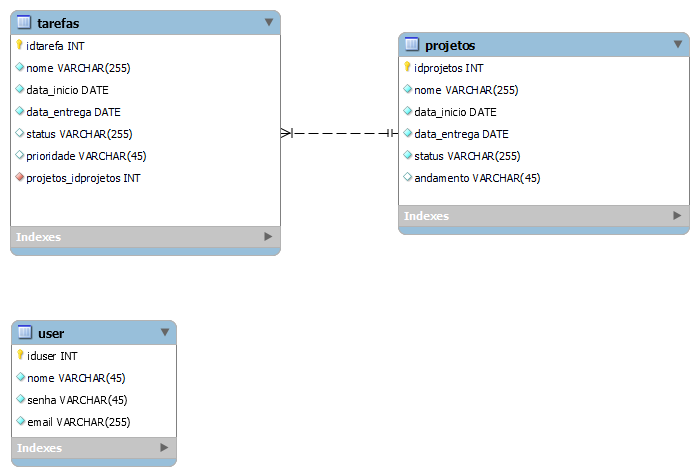 tarefas
idtarefa INT
nome VARCHAR(255)
data_inicio DATE
data_entrega DATE
status VARCHAR(255)
prioridade VARCHAR(45)
projetos_idprojetos INT
Indexes
projetos
idprojetos INT
nome VARCHAR(255)
data_inicio DATE
data_entrega DATE
status VARCHAR(255)
andamento VARCHAR(45)
Indexes
user
iduser INT
nome VARCHAR(45)
senha VARCHAR(45)
email VARCHAR(255)
Indexes